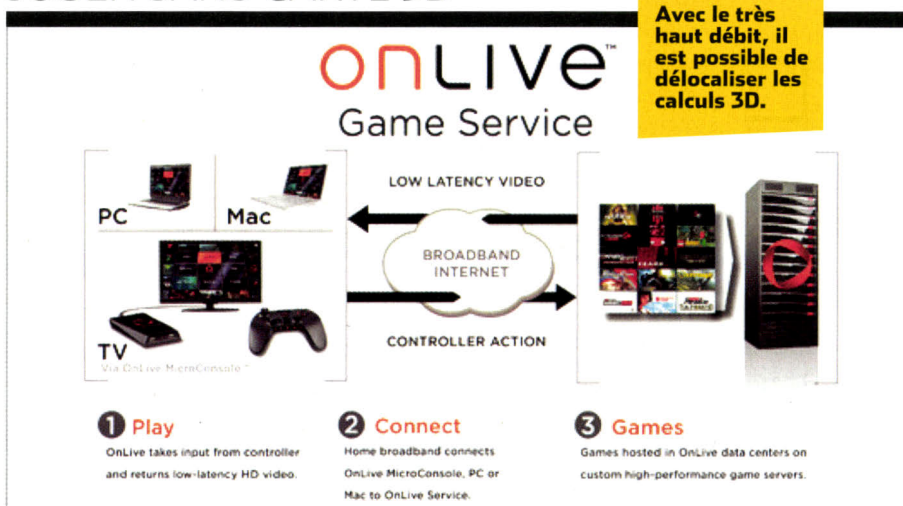 Avec le très
haut débit, il
est possible de
délocaliser les
calculs 3D.
onLIVe™
Game Service
PC
Mac
TV
Via OnLive MicroConsole™
LOW LATENCY VIDEO
BROADBAND
INTERNET
CONTROLLER ACTION
1 Play
OnLive takes input from controller
and returns low-latency HD video.
2 Connect
Home broadband connects
OnLive MicroConsole, PC or
Mac to OnLive Service.
3 Games
Games hosted in OnLive data centers on
custom high-performance game servers.